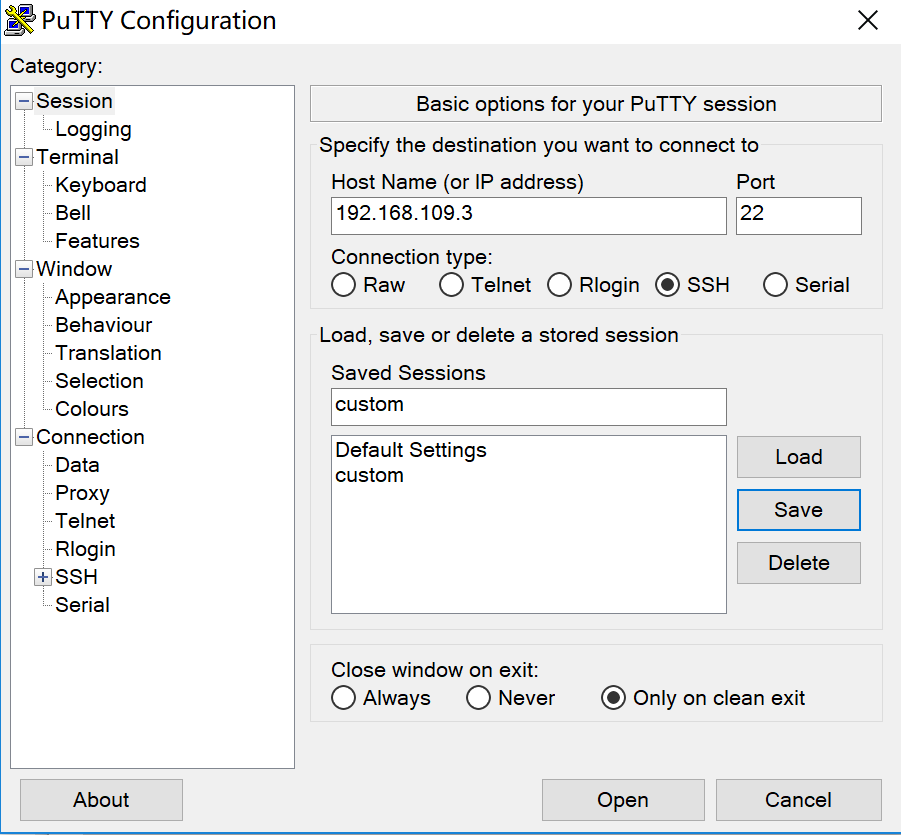 PuTTY Configuration
Category:
Session
Logging
Terminal
Keyboard
Bell
Features
Window
Appearance
Behaviour
Translation
Selection
Colours
Connection
Data
Proxy
Telnet
Rlogin
SSH
Serial
Basic options for your PuTTY session
Specify the destination you want to connect to
Host Name (or IP address) Port
192.168.109.3 22
Connection type:
Raw Telnet Rlogin SSH Serial
Load, save or delete a stored session
Saved Sessions
custom
Default Settings
custom
Load
Save
Delete
Close window on exit:
Always Never Only on clean exit
About Open Cancel